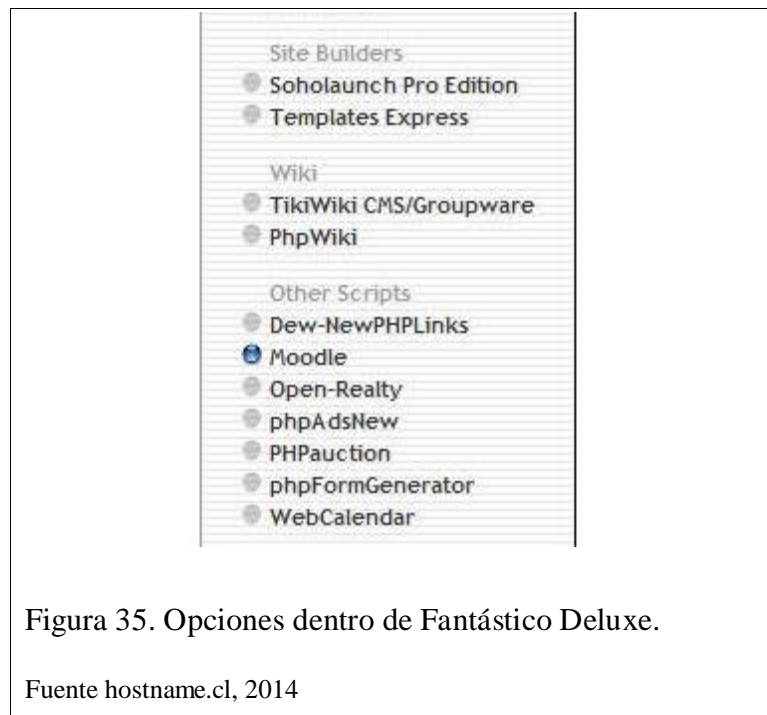 Site Builders
Soholaunch Pro Edition
Templates Express
Wiki
TikiWiki CMS/Groupware
PhpWiki
Other Scripts
Dew-NewPHPLinks
Moodle
Open-Realty
phpAdsNew
PHPauction
phpFormGenerator
WebCalendar
Figura 35. Opciones dentro de Fantástico Deluxe.
Fuente hostname.cl, 2014